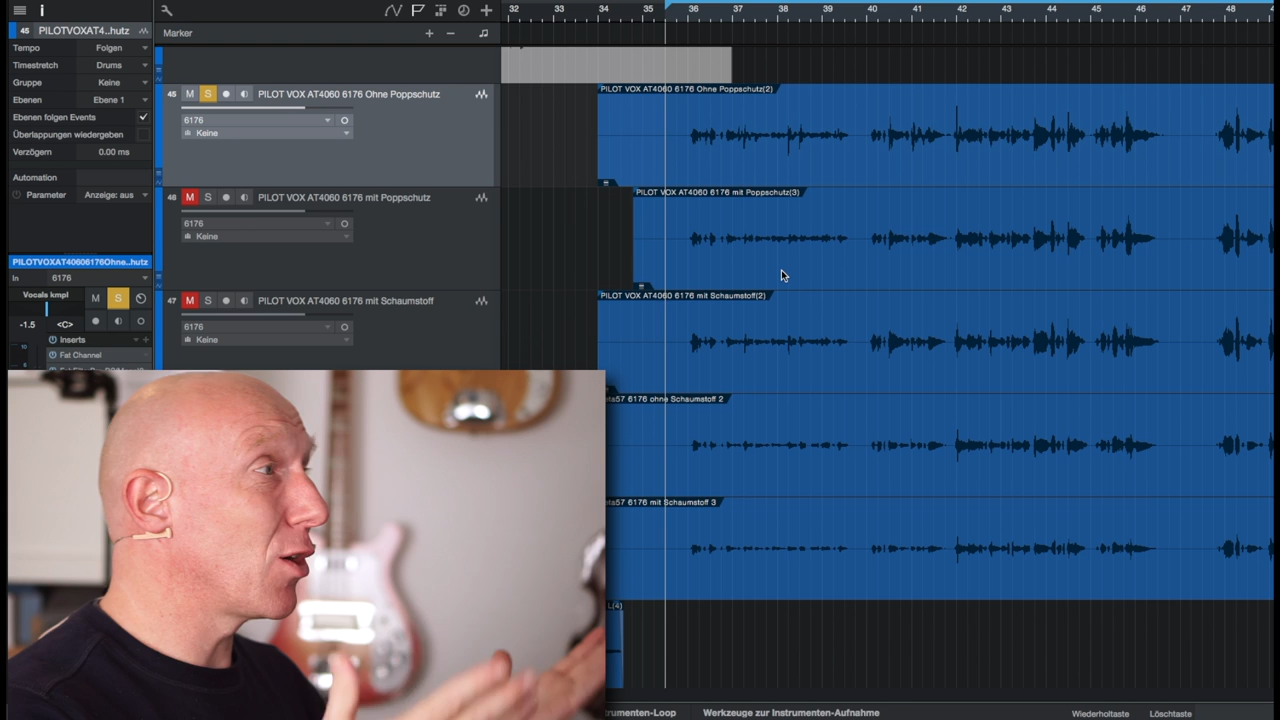 32 33 34 35 36 37 38 39 40 41 42 43 44 45 46 47 48
45 PILOTVOXAT4..hutz
Marker
Tempo Folgen
Timestretch Drums
Gruppe Keine
Ebenen Ebene 1
Ebenen folgen Events
Überlappungen wiedergeben
Verzögern 0.00 ms
Automation
Parameter Anzeige: aus
PILOTVOXAT40606176Ohne..hutz
In 6176
Vocals kmpl M S
-1.5 <C>
Inserts
Fat Channel
10
45 M S PILOT VOX AT4060 6176 Ohne Poppschutz
6176
Keine
46 M S PILOT VOX AT4060 6176 mit Poppschutz
6176
Keine
47 M S PILOT VOX AT4060 6176 mit Schaumstoff
6176
Keine
PILOT VOX AT4060 6176 Ohne Poppschutz(2)
PILOT VOX AT4060 6176 mit Poppschutz(3)
PILOT VOX AT4060 6176 mit Schaumstoff(2)
eta57 6176 ohne Schaumstoff 2
eta57 6176 mit Schaumstoff 3
L(4)
rumenten-Loop Werkzeuge zur Instrumenten-Aufnahme Wiederholtaste Löschtaste